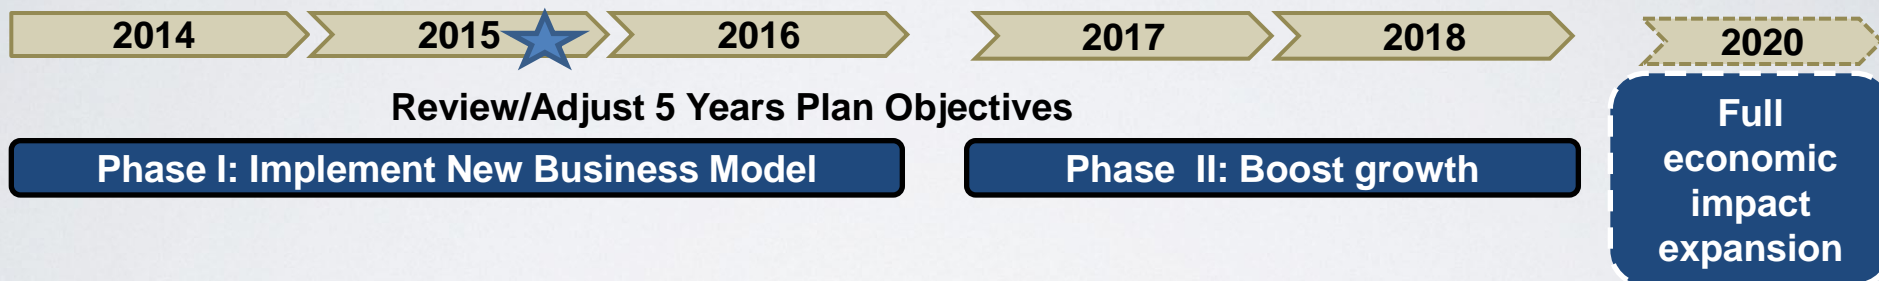 2014 2015 2016 2017 2018 2020
Review/Adjust 5 Years Plan Objectives
Phase I: Implement New Business Model
Phase II: Boost growth
Full
economic
impact
expansion